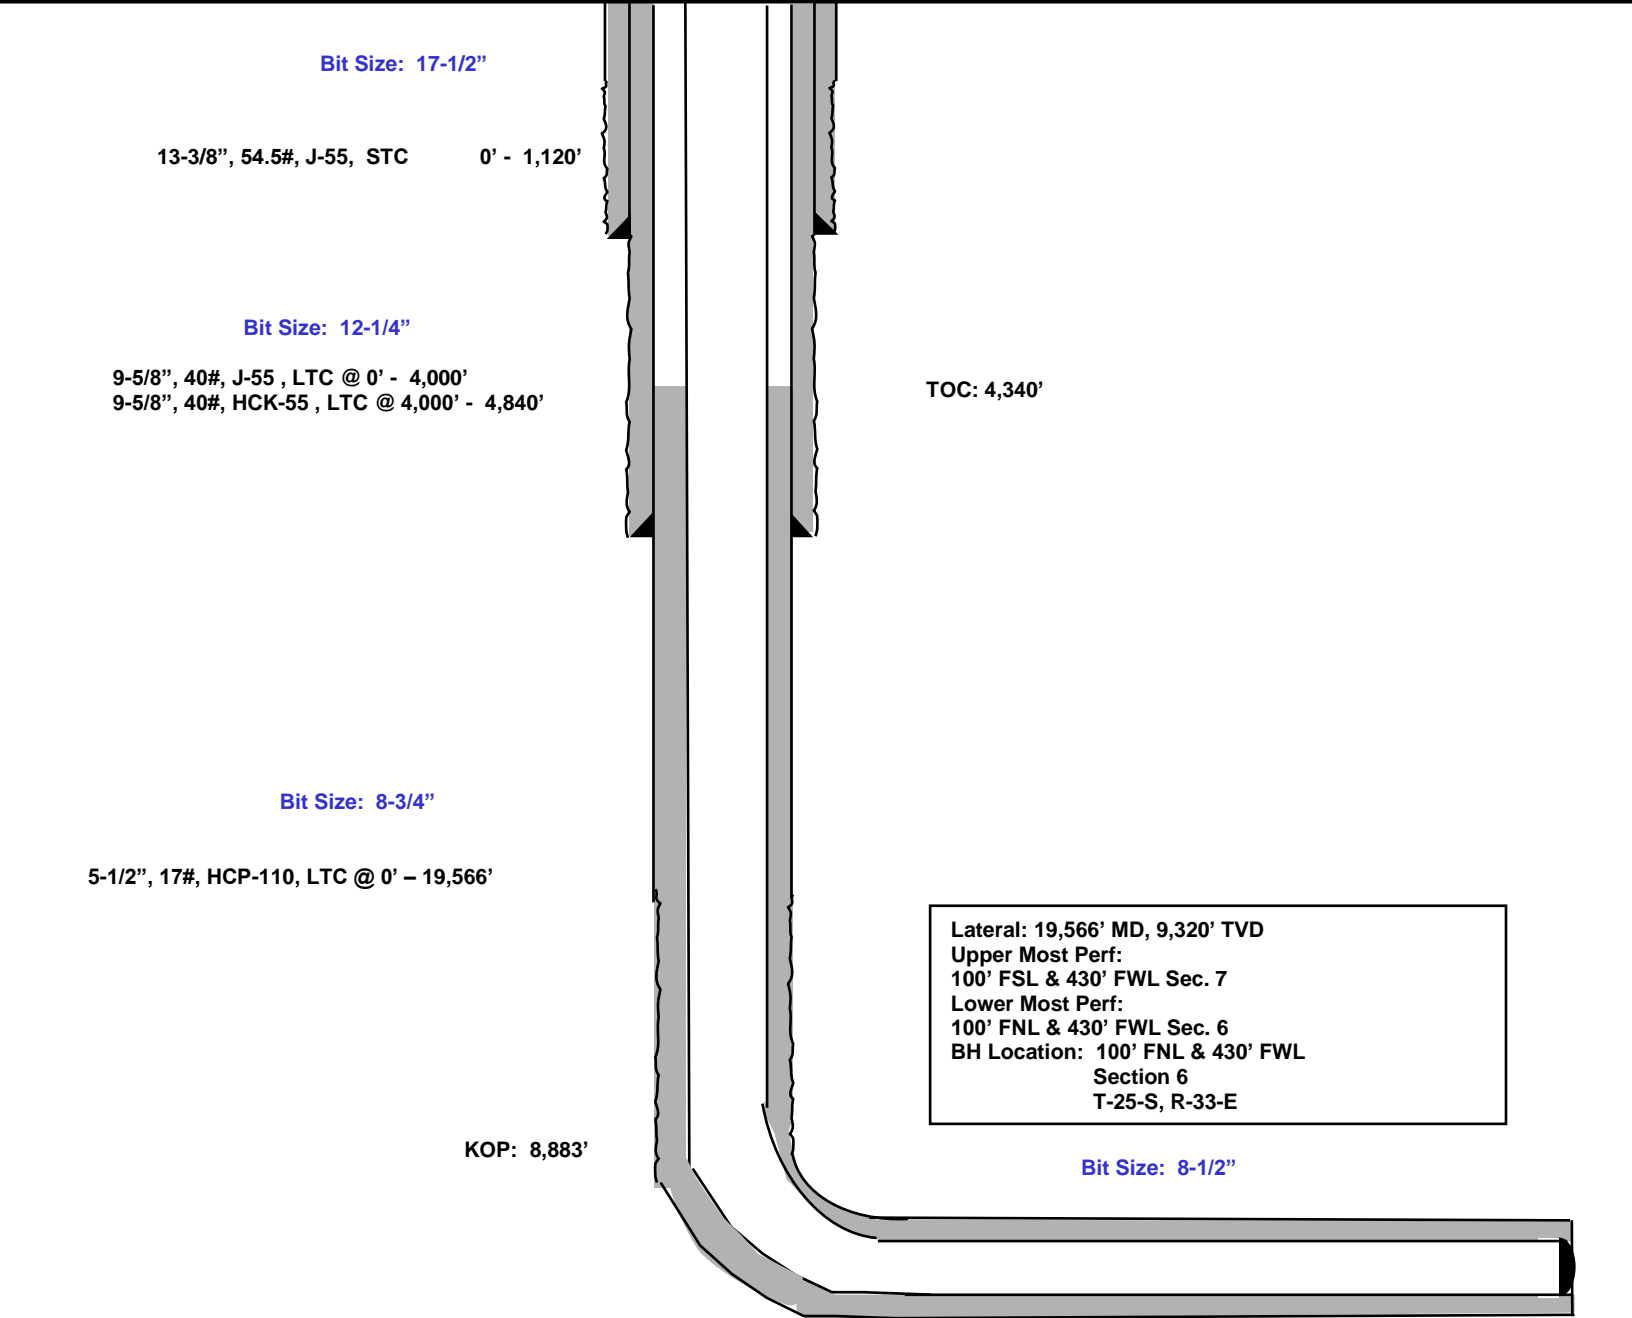 Bit Size: 17-1/2”
13-3/8”, 54.5#, J-55, STC 0’ - 1,120’
Bit Size: 12-1/4”
9-5/8”, 40#, J-55 , LTC @ 0’ - 4,000’
9-5/8”, 40#, HCK-55 , LTC @ 4,000’ - 4,840’
TOC: 4,340’
Bit Size: 8-3/4”
5-1/2”, 17#, HCP-110, LTC @ 0’ – 19,566’
Lateral: 19,566’ MD, 9,320’ TVD
Upper Most Perf:
100’ FSL & 430’ FWL Sec. 7
Lower Most Perf:
100’ FNL & 430’ FWL Sec. 6
BH Location: 100’ FNL & 430’ FWL
Section 6
T-25-S, R-33-E
KOP: 8,883’
Bit Size: 8-1/2”